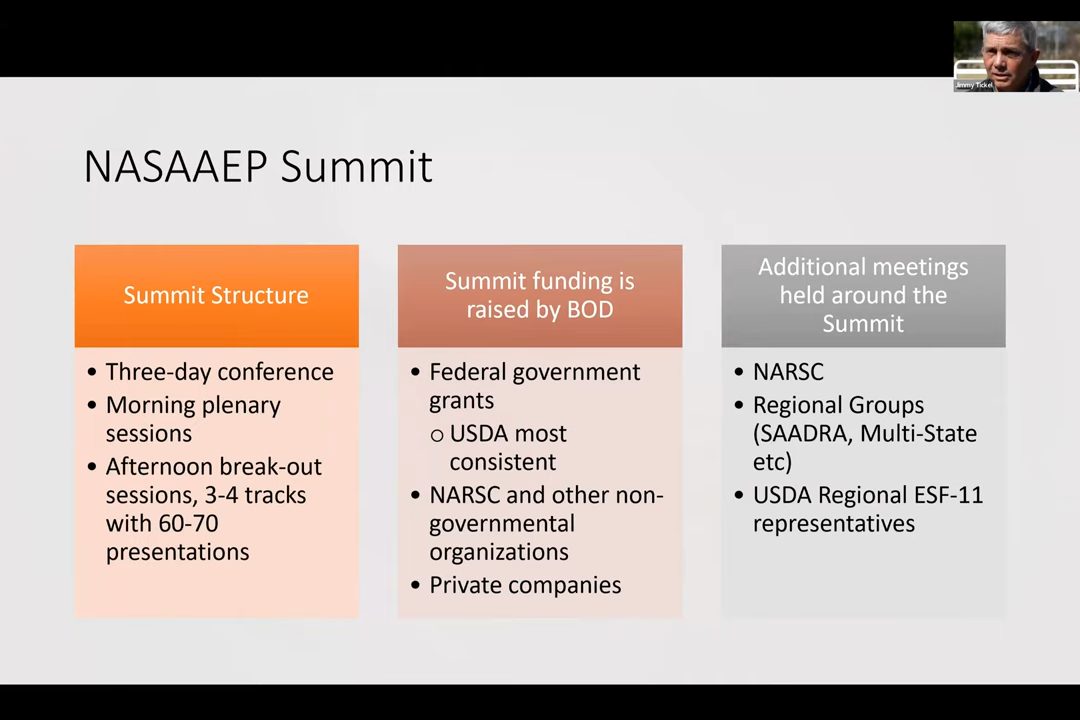 Jimmy Tickel
NASAAEP Summit
Summit Structure
• Three-day conference
• Morning plenary
sessions
• Afternoon break-out
sessions, 3-4 tracks
with 60-70
presentations
Summit funding is
raised by BOD
• Federal government
grants
o USDA most
consistent
• NARSC and other non-
governmental
organizations
• Private companies
Additional meetings
held around the
Summit
• NARSC
• Regional Groups
(SAADRA, Multi-State
etc)
• USDA Regional ESF-11
representatives